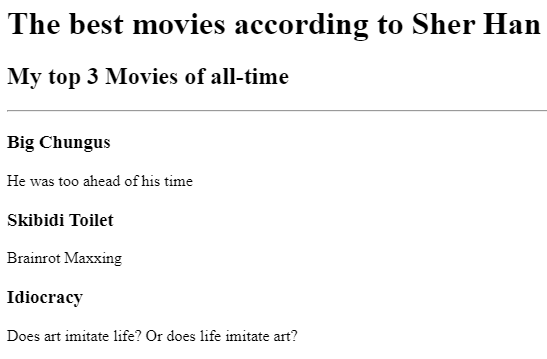 The best movies according to Sher Han
My top 3 Movies of all-time
Big Chungus
He was too ahead of his time
Skibidi Toilet
Brainrot Maxxing
Idiocracy
Does art imitate life? Or does life imitate art?